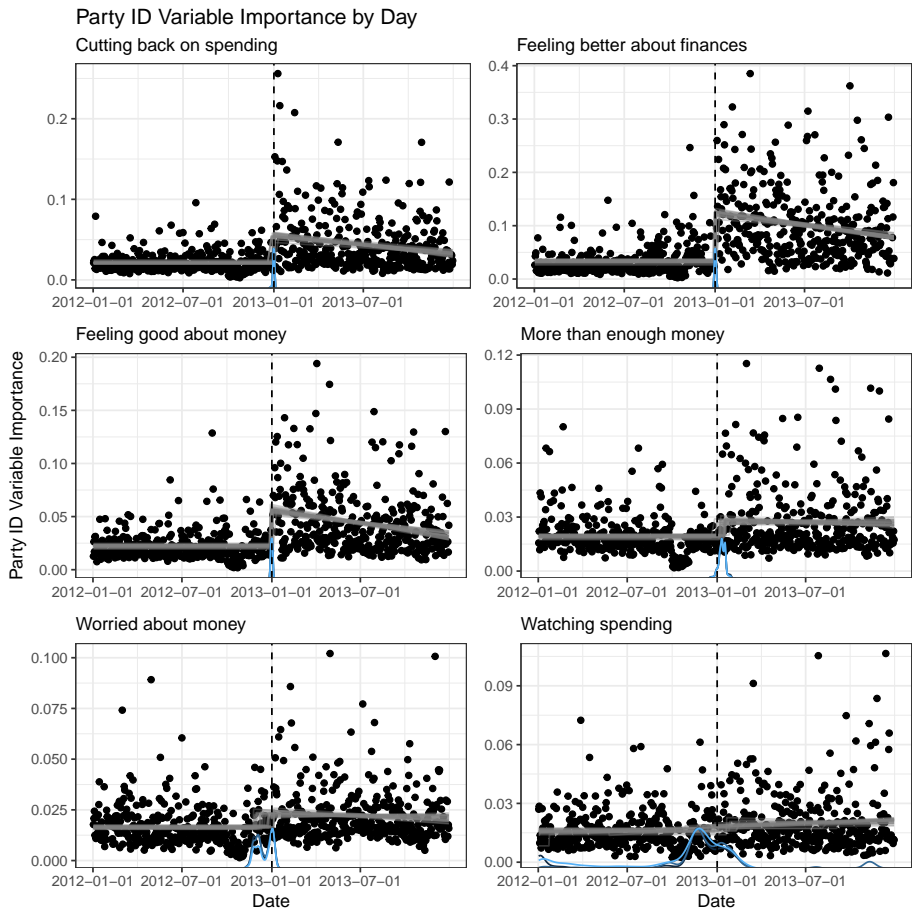 Party ID Variable Importance by Day
Cutting back on spending
0.2
0.1
0.0
2012−01−01 2012−07−01 2013−01−01 2013−07−01
Feeling better about finances
0.4
0.3
0.2
0.1
0.0
2012−01−01 2012−07−01 2013−01−01 2013−07−01
Feeling good about money
0.20
0.15
0.10
0.05
0.00
2012−01−01 2012−07−01 2013−01−01 2013−07−01
More than enough money
0.12
0.09
0.06
0.03
0.00
2012−01−01 2012−07−01 2013−01−01 2013−07−01
Party ID Variable Importance
Worried about money
0.100
0.075
0.050
0.025
0.000
2012−01−01 2012−07−01 2013−01−01 2013−07−01
Date
Watching spending
0.09
0.06
0.03
0.00
2012−01−01 2012−07−01 2013−01−01 2013−07−01
Date